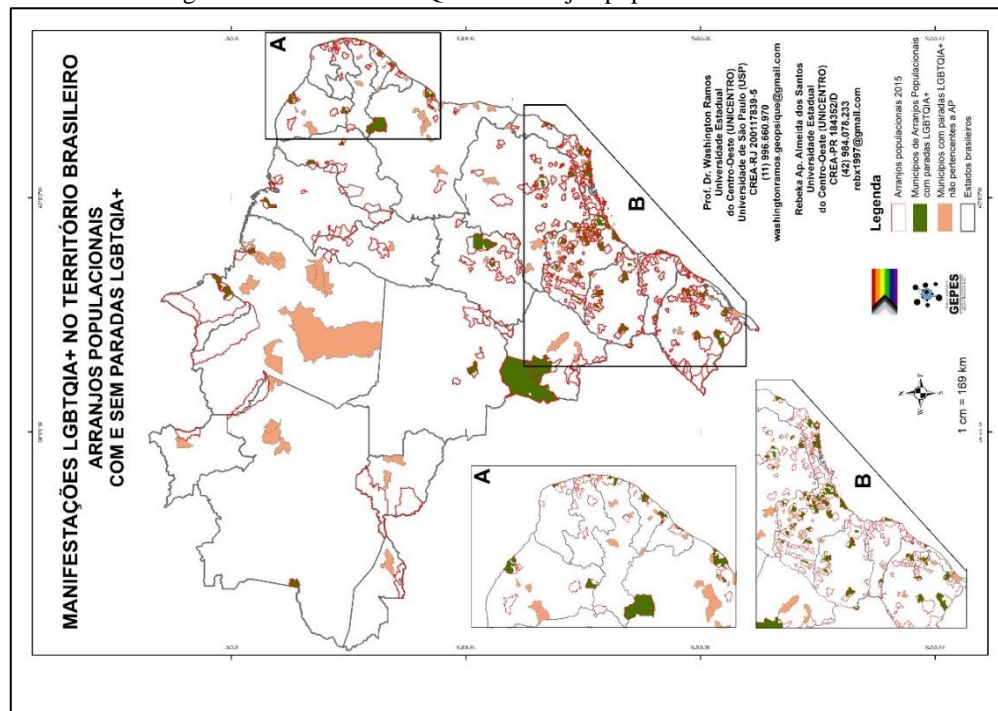 MANIFESTAÇÕES LGBTQIA+ NO TERRITÓRIO BRASILEIRO
ARRANJOS POPULACIONAIS
COM E SEM PARADAS LGBTQIA+
A
B
A
B
Prof. Dr. Washington Ramos
Universidade Estadual
do Centro-Oeste (UNICENTRO)
Universidade de São Paulo (USP)
CREA-RJ 200117839-5
(11) 996.660.970
washingtonramos.geopsique@gmail.com
Rebeka Ap. Almeida dos Santos
Universidade Estadual
do Centro-Oeste (UNICENTRO)
CREA-PR 184352/D
(42) 984.078.233
rebx1997@gmail.com
Legenda
Arranjos populacionais 2015
Municípios de Arranjos Populacionais
com paradas LGBTQIA+
Municípios com paradas LGBTQIA+
não pertencentes a AP
Estados brasileiros
GEPES
N
E
S
W
1 cm = 169 km